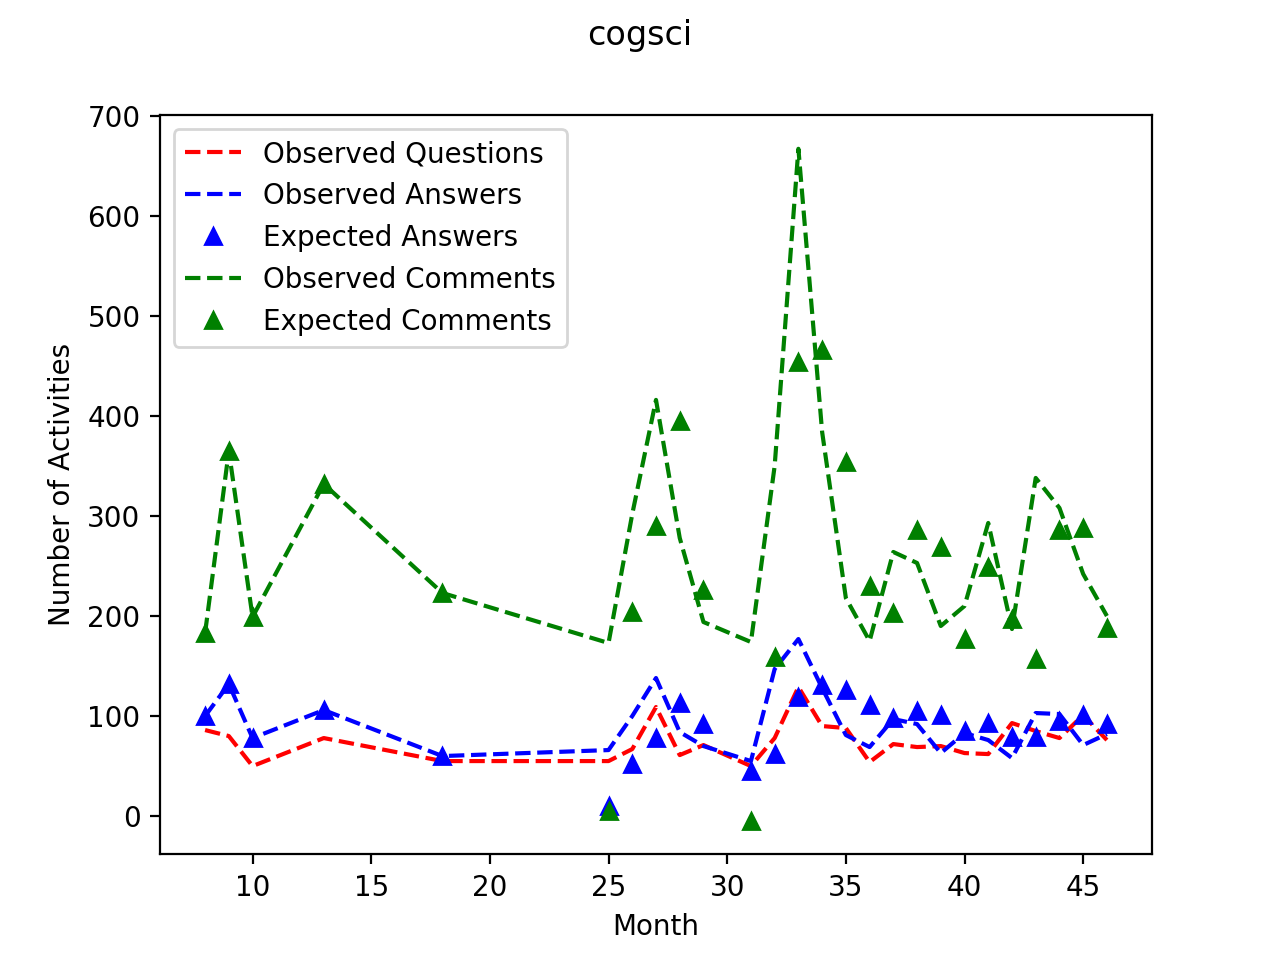 cogsci
700
600
500
400
300
200
100
0
Number of Activities
Observed Questions
Observed Answers
Expected Answers
Observed Comments
Expected Comments
10 15 20 25 30 35 40 45
Month